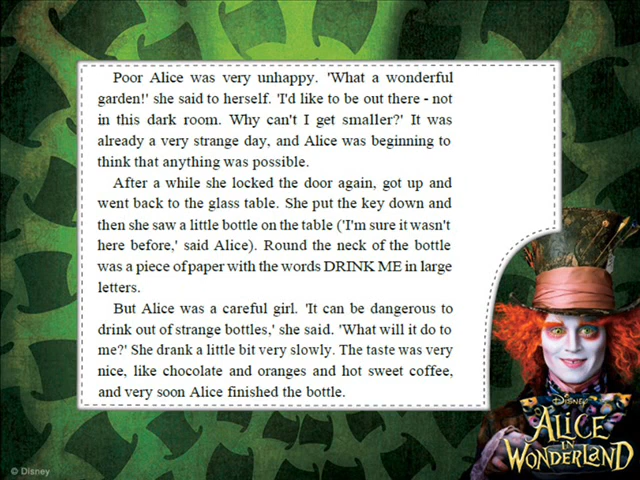 Poor Alice was very unhappy. 'What a wonderful
garden!' she said to herself. 'I'd like to be out there - not
in this dark room. Why can't I get smaller?' It was
already a very strange day, and Alice was beginning to
think that anything was possible.
After a while she locked the door again, got up and
went back to the glass table. She put the key down and
then she saw a little bottle on the table ('I'm sure it wasn't
here before,' said Alice). Round the neck of the bottle
was a piece of paper with the words DRINK ME in large
letters.
But Alice was a careful girl. 'It can be dangerous to
drink out of strange bottles,' she said. 'What will it do to
me?' She drank a little bit very slowly. The taste was very
nice, like chocolate and oranges and hot sweet coffee,
and very soon Alice finished the bottle.
DISNEY
ALICE
IN
WONDERLAND
© Disney